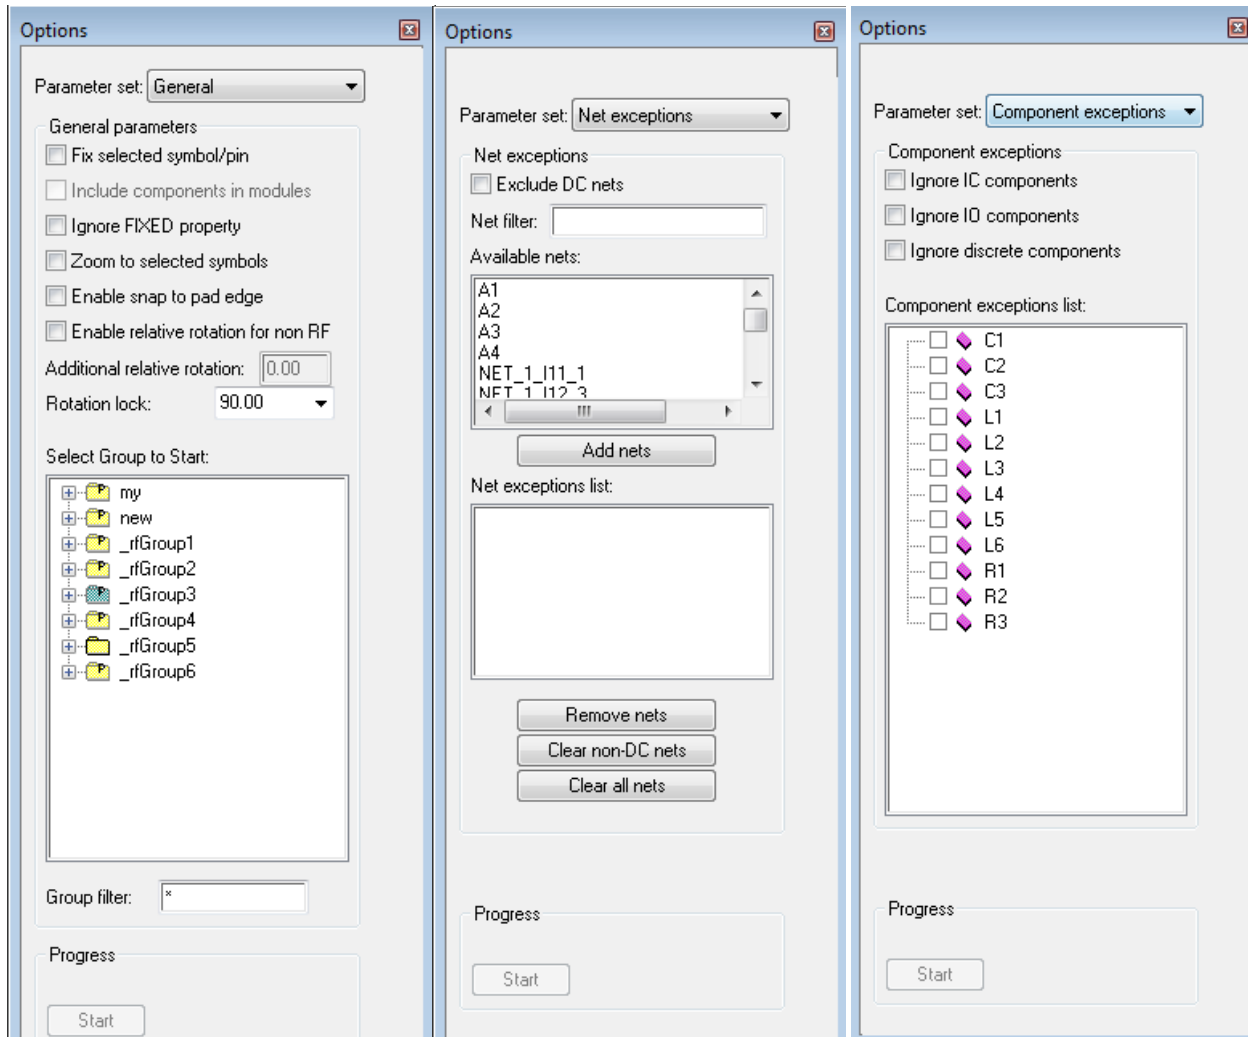 Options
Parameter set: General
General parameters
Fix selected symbol/pin
Include components in modules
Ignore FIXED property
Zoom to selected symbols
Enable snap to pad edge
Enable relative rotation for non RF
Additional relative rotation: 0.00
Rotation lock: 90.00
Select Group to Start:
P my
P new
P _rfGroup1
P _rfGroup2
P _rfGroup3
P _rfGroup4
_rfGroup5
P _rfGroup6
Group filter: *
Progress
Start
Options
Parameter set: Net exceptions
Net exceptions
Exclude DC nets
Net filter:
Available nets:
A1
A2
A3
A4
NET_1_I11_1
NET_1_I12_3
Add nets
Net exceptions list:
Remove nets
Clear non-DC nets
Clear all nets
Progress
Start
Options
Parameter set: Component exceptions
Component exceptions
Ignore IC components
Ignore IO components
Ignore discrete components
Component exceptions list:
C1
C2
C3
L1
L2
L3
L4
L5
L6
R1
R2
R3
Progress
Start